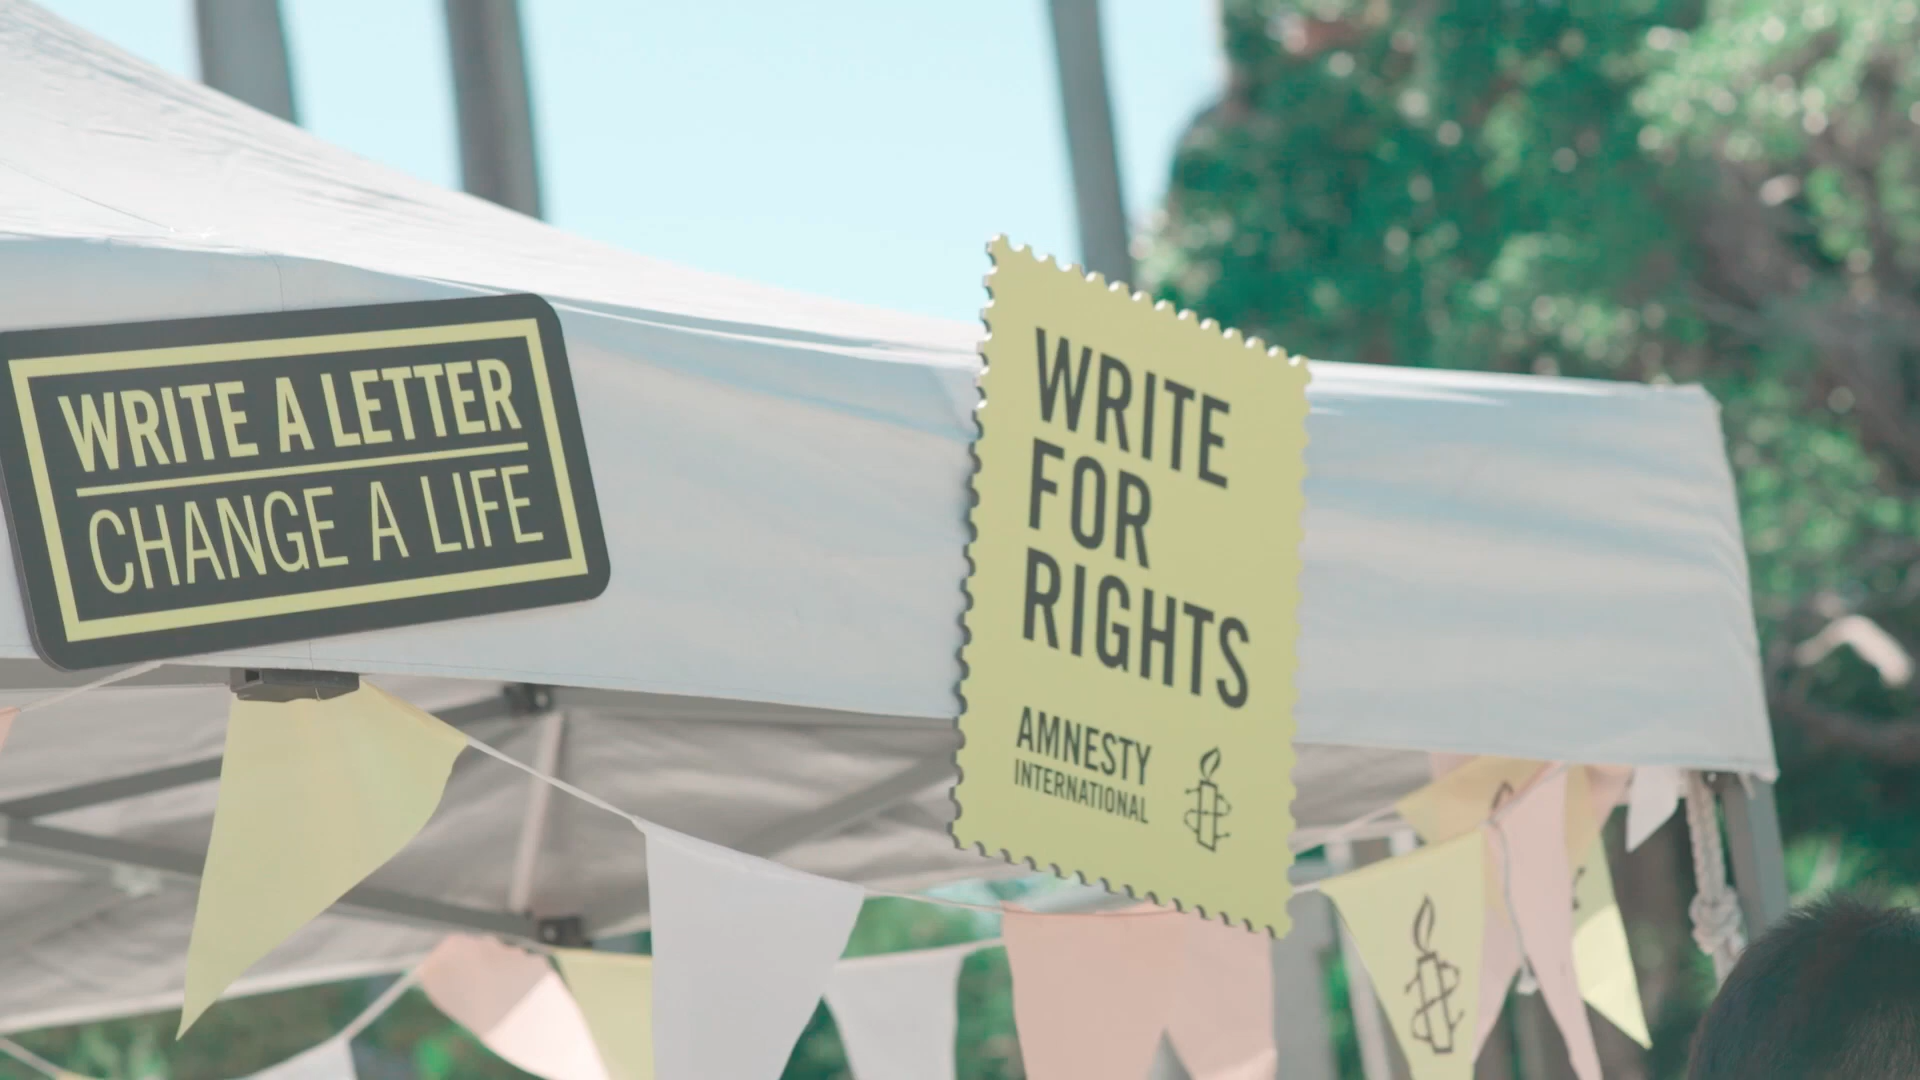 WRITE A LETTER
CHANGE A LIFE
WRITE
FOR
RIGHTS
AMNESTY
INTERNATIONAL